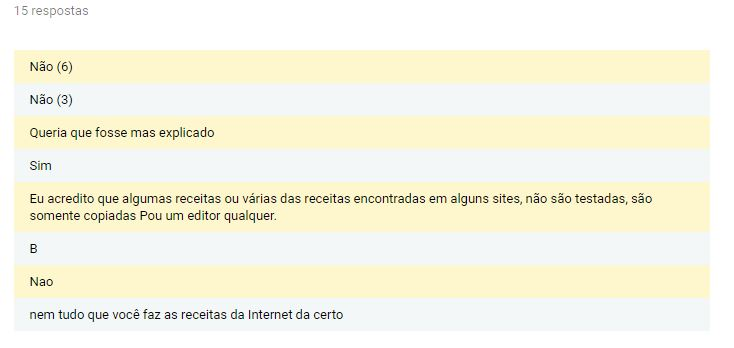 15 respostas
Não (6)
Não (3)
Queria que fosse mas explicado
Sim
Eu acredito que algumas receitas ou várias das receitas encontradas em alguns sites, não são testadas, são
somente copiadas Pou um editor qualquer.
B
Nao
nem tudo que você faz as receitas da Internet da certo